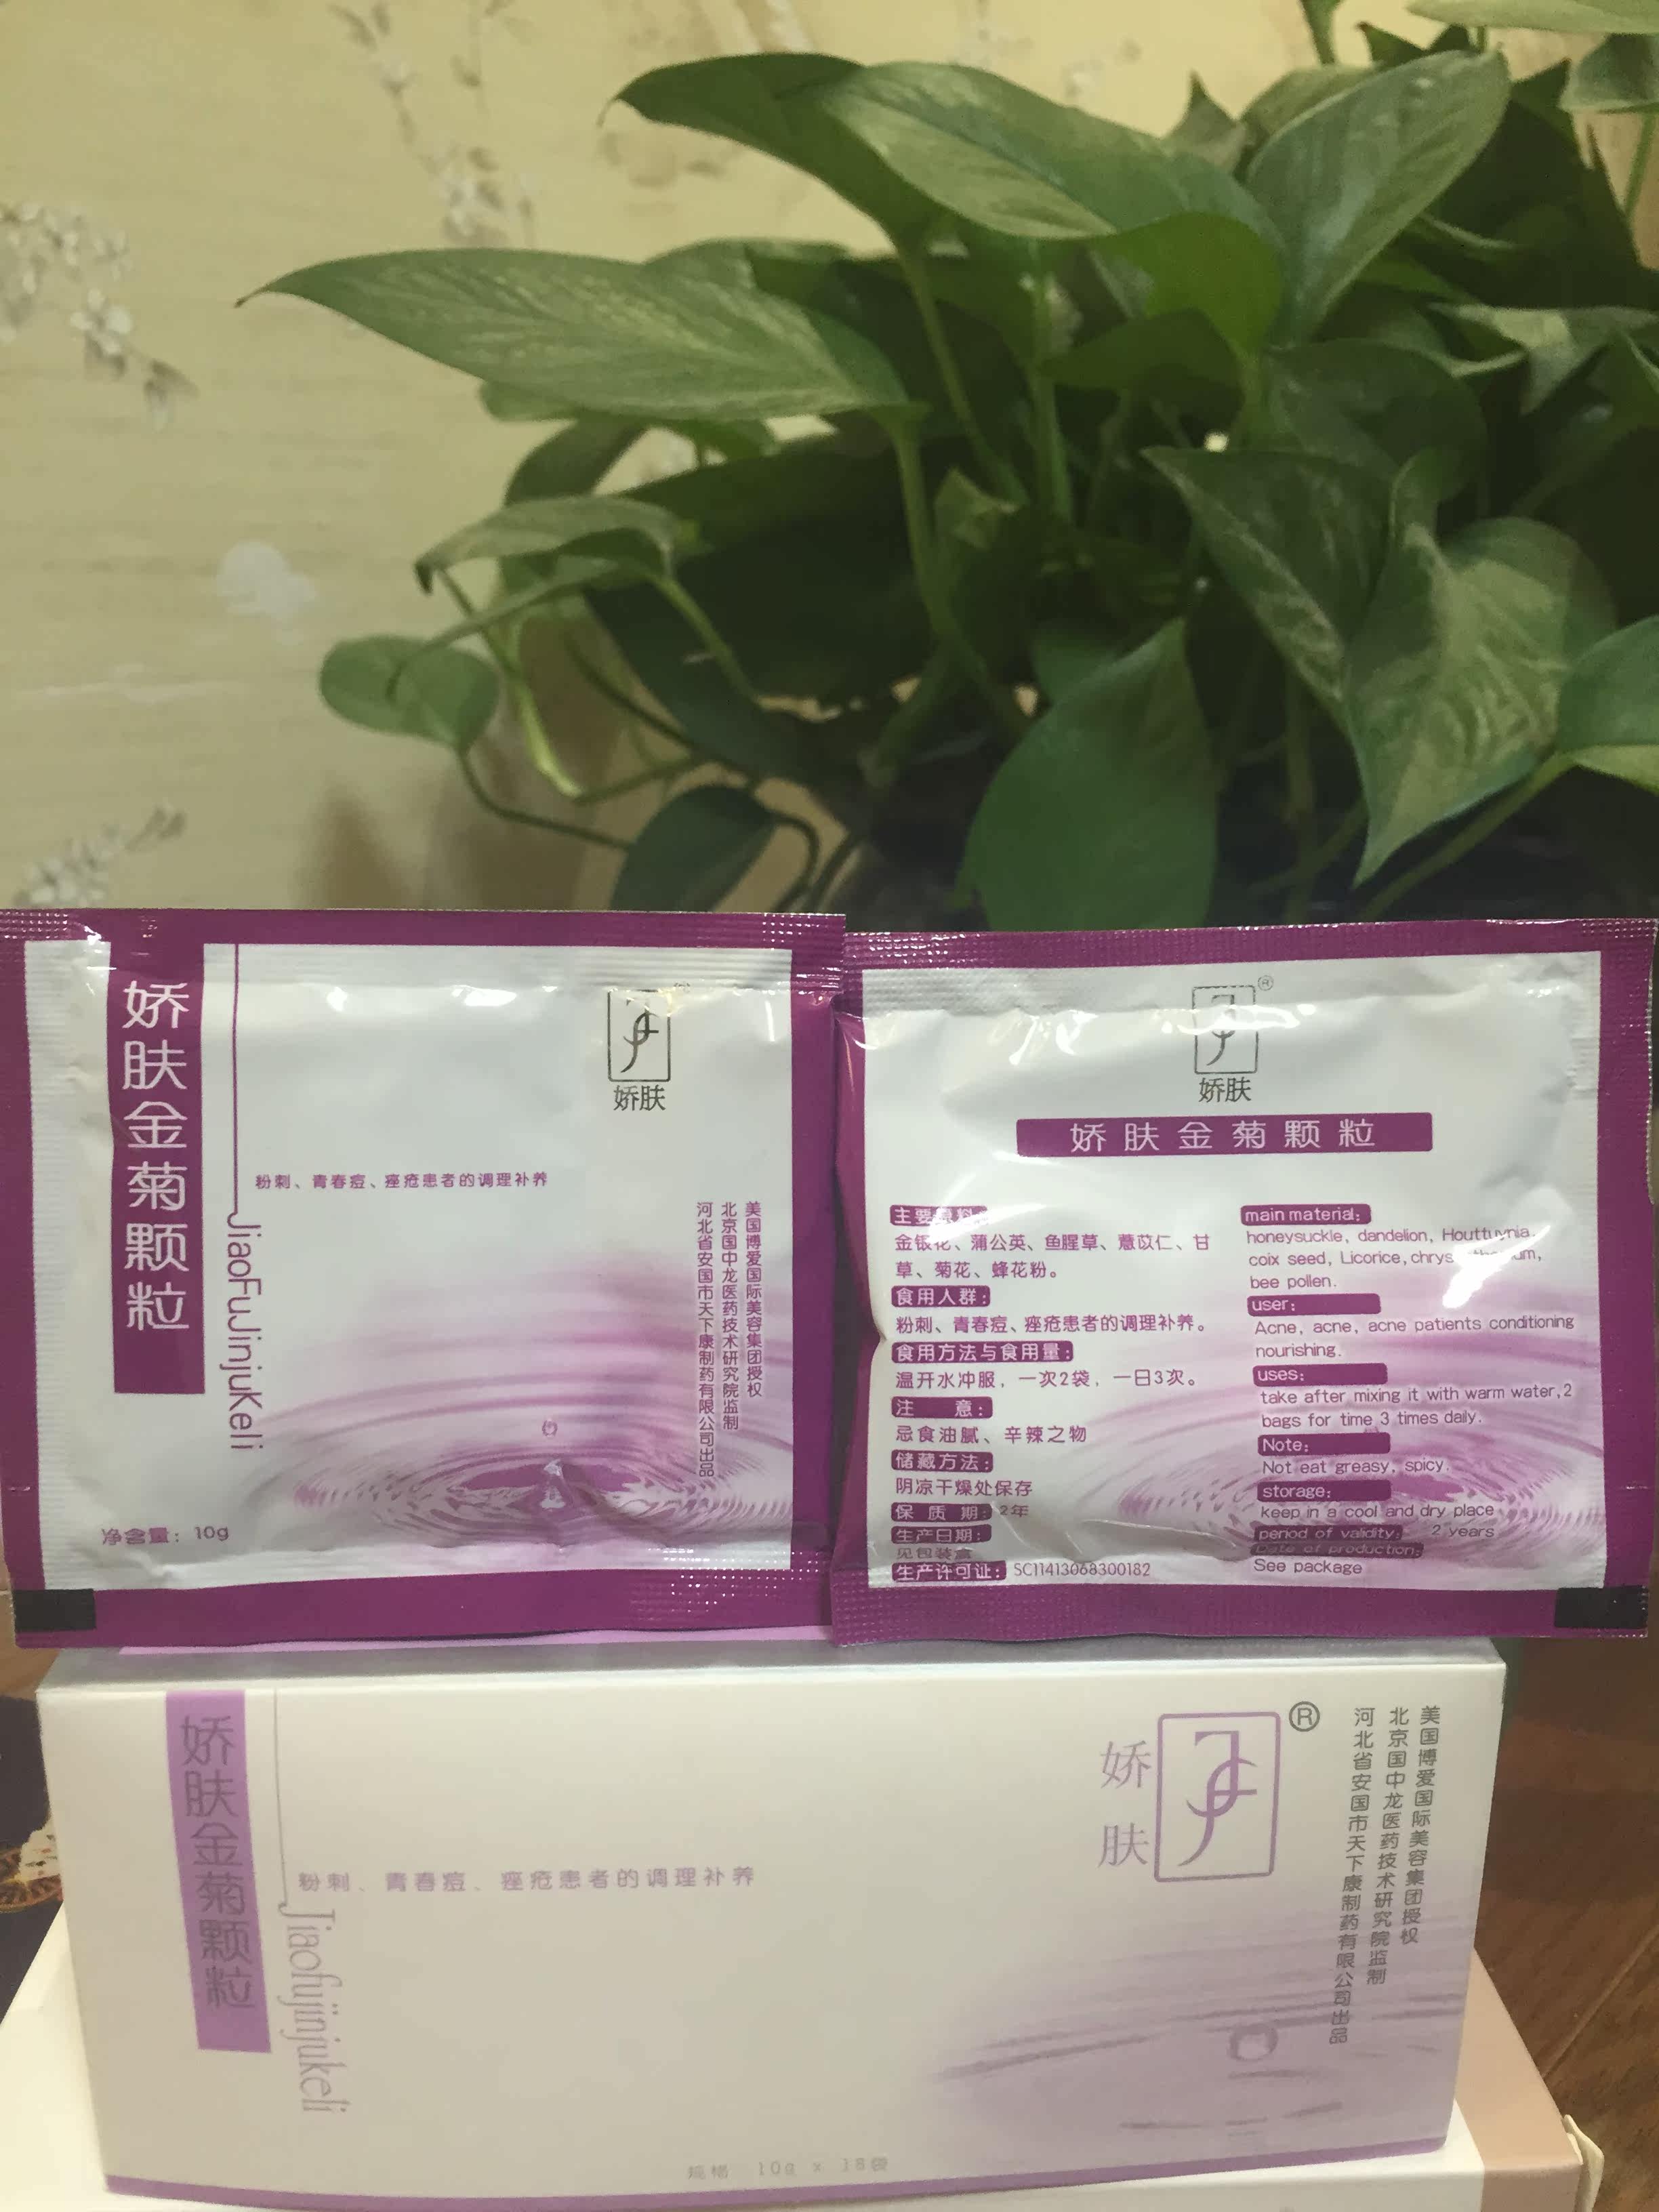 娇肤金菊颗粒
JiaoFuJinjuKeli
粉刺、青春痘、痤疮患者的调理补养
娇肤
美国博爱国际美容集团授权
北京国中龙医药技术研究院监制
河北省安国市天下康制药有限公司出品
净含量：10g
®
娇肤
娇肤金菊颗粒
主要原料：
金银花、蒲公英、鱼腥草、薏苡仁、甘
草、菊花、蜂花粉。
食用人群：
粉刺、青春痘、痤疮患者的调理补养。
食用方法与食用量：
温开水冲服，一次2袋，一日3次。
注 意：
忌食油腻、辛辣之物
储藏方法：
阴凉干燥处保存
保 质 期：2年
生产日期：
见包装盒
生产许可证：SC11413068300182
main material:
honeysuckle, dandelion, Houttuynia,
coix seed, Licorice,
bee pollen.
user:
Acne, acne, acne patients conditioning
nourishing.
uses:
take after mixing it with warm water,2
bags for time 3 times daily.
Note:
Not eat greasy, spicy.
storage:
keep in a cool and dry place
period of validity: 2 years
Date of production:
See package
娇肤金菊颗粒
Jiaofujinjukeli
粉刺、青春痘、痤疮患者的调理补养
娇肤
®
美国博爱国际美容集团授权
北京国中龙医药技术研究院监制
河北省安国市天下康制药有限公司出品
规格 10g x 18袋